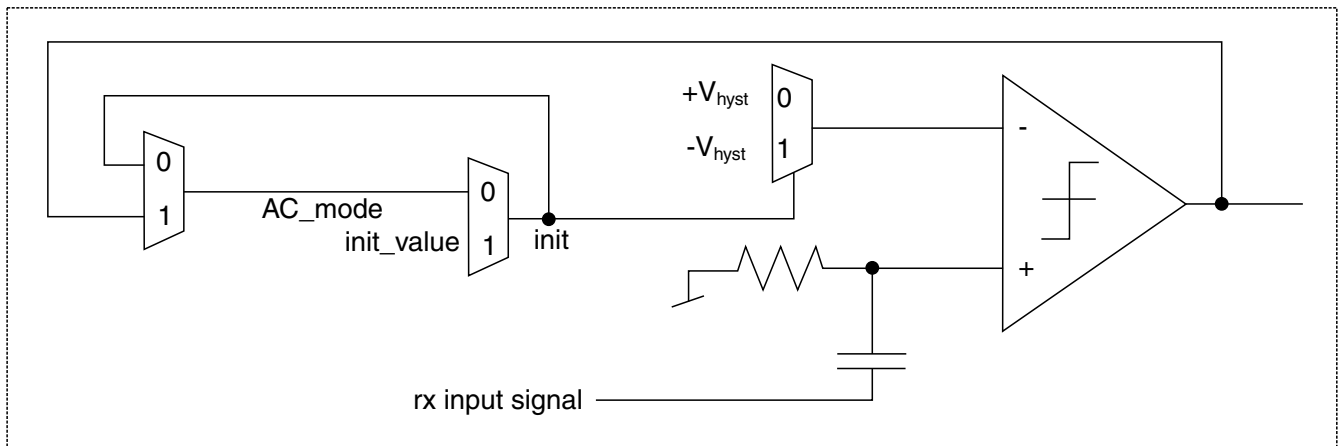 +Vhyst
0
-Vhyst
1
-
0
1
AC_mode
0
init_value
1
init
+
rx input signal